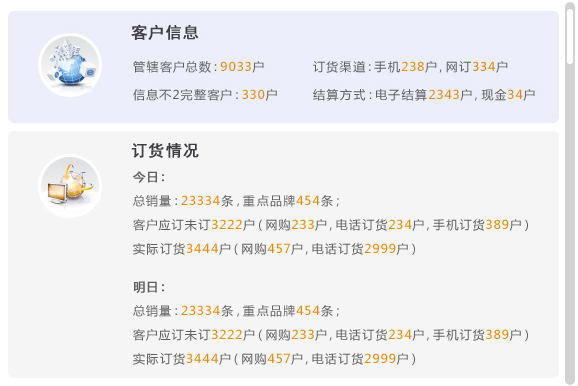 客户信息
管辖客户总数:9033户 订货渠道:手机238户,网订334户
信息不2完整客户:330户 结算方式:电子结算2343户,现金34户
订货情况
今日:
总销量:23334条,重点品牌454条;
客户应订未订3222户(网购233户,电话订货234户,手机订货389户)
实际订货3444户(网购457户,电话订货2999户)
明日:
总销量:23334条,重点品牌454条;
客户应订未订3222户(网购233户,电话订货234户,手机订货389户)
实际订货3444户(网购457户,电话订货2999户)